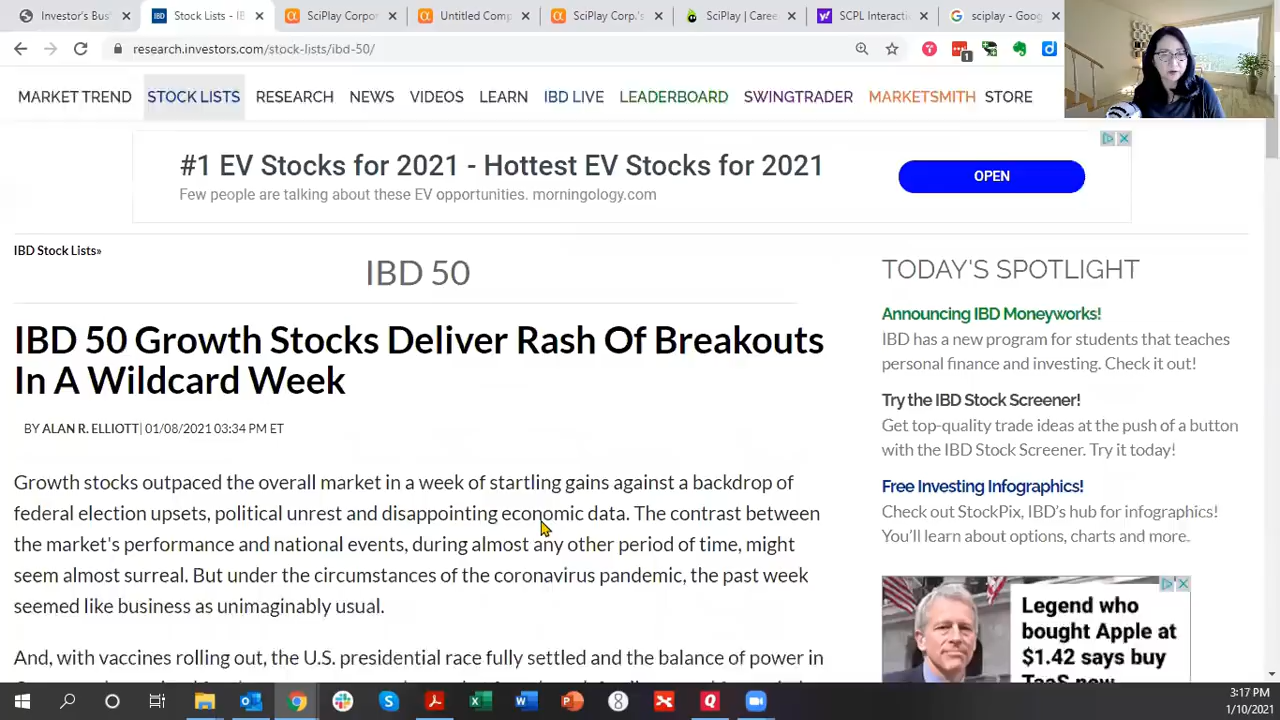 Investor's Bus
Stock Lists - IB
SciPlay Corpor
Untitled Comp
SciPlay Corp.'s
SciPlay | Caree
SCPL Interacti
sciplay - Goog
research.investors.com/stock-lists/ibd-50/
1
MARKET TREND
STOCK LISTS
RESEARCH
NEWS
VIDEOS
LEARN
IBD LIVE
LEADERBOARD
SWINGTRADER
MARKETSMITH
STORE
#1 EV Stocks for 2021 - Hottest EV Stocks for 2021
Few people are talking about these EV opportunities. morningology.com
OPEN
IBD Stock Lists»
IBD 50
IBD 50 Growth Stocks Deliver Rash Of Breakouts
In A Wildcard Week
BY ALAN R. ELLIOTT| 01/08/2021 03:34 PM ET
Growth stocks outpaced the overall market in a week of startling gains against a backdrop of
federal election upsets, political unrest and disappointing economic data. The contrast between
the market's performance and national events, during almost any other period of time, might
seem almost surreal. But under the circumstances of the coronavirus pandemic, the past week
seemed like business as unimaginably usual.
And, with vaccines rolling out, the U.S. presidential race fully settled and the balance of power in
TODAY'S SPOTLIGHT
Announcing IBD Moneyworks!
IBD has a new program for students that teaches
personal finance and investing. Check it out!
Try the IBD Stock Screener!
Get top-quality trade ideas at the push of a button
with the IBD Stock Screener. Try it today!
Free Investing Infographics!
Check out StockPix, IBD's hub for infographics!
You'll learn about options, charts and more.
Legend who
bought Apple at
$1.42 says buy
TaaS now
3:17 PM
1/10/2021